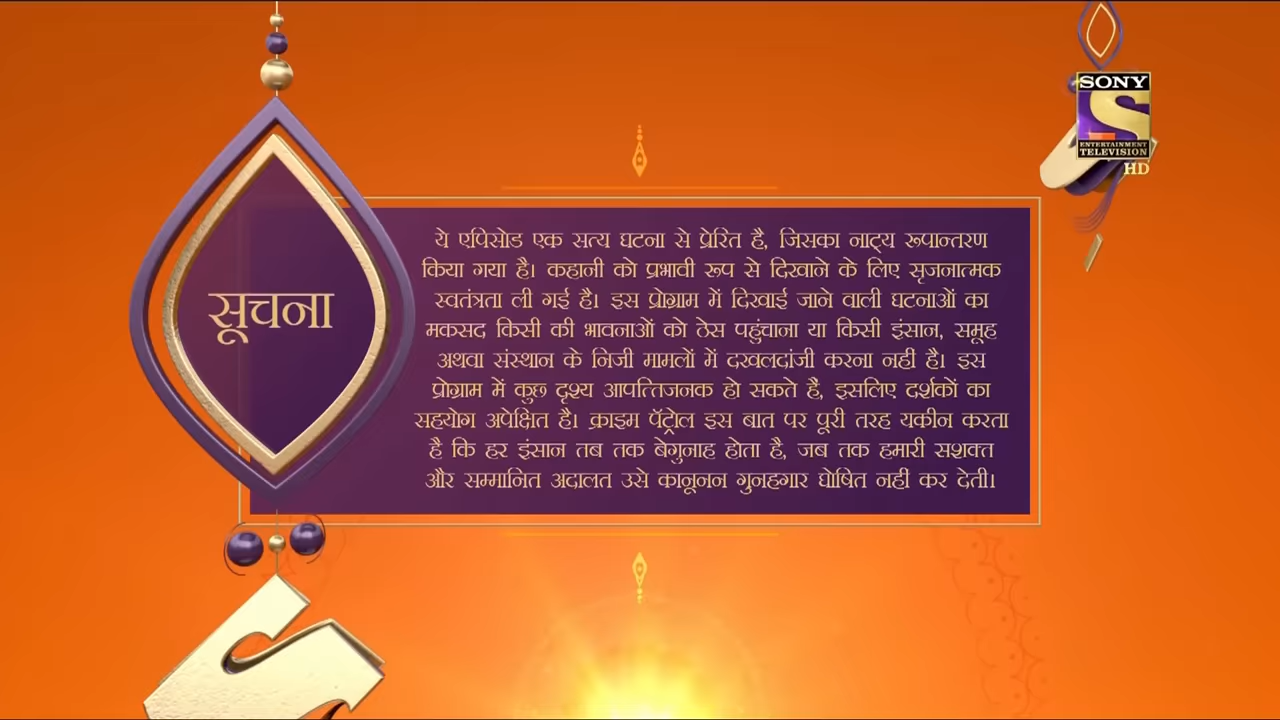 सूचना
ये एपिसोड एक सत्य घटना से प्रेरित है, जिसका नाट्य रूपान्तरण
किया गया है। कहानी को प्रभावी रूप से दिखाने के लिए सृजनात्मक
स्वतंत्रता ली गई है। इस प्रोग्राम में दिखाई जाने वाली घटनाओं का
मकसद किसी की भावनाओं को ठेस पहुंचाना या किसी इंसान, समूह
अथवा संस्थान के निजी मामलों में दखलदांजी करना नहीं है। इस
प्रोग्राम में कुछ दृश्य आपत्तिजनक हो सकते हैं, इसलिए दर्शकों का
सहयोग अपेक्षित है। क्राइम पॅट्रोल इस बात पर पूरी तरह यकीन करता
है कि हर इंसान तब तक बेगुनाह होता है, जब तक हमारी सशक्त
और सम्मानित अदालत उसे कानूनन गुनहगार घोषित नहीं कर देती।
SONY
ENTERTAINMENT
TELEVISION
HD